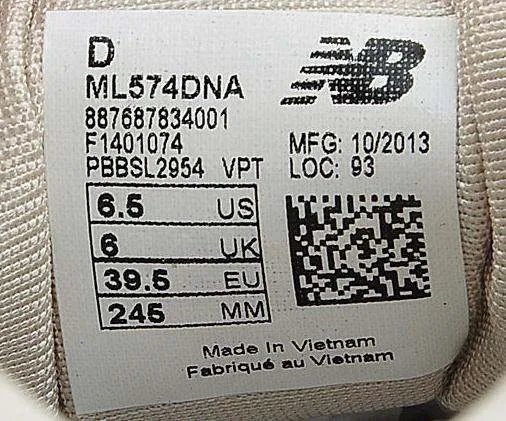 D
NB
ML574DNA
887687834001
F1401074
MFG: 10/2013
PBBSL2954 VPT
LOC: 93
6.5 US
6 UK
39.5 EU
245 MM
Made In Vietnam
Fabriqué au Vietnam